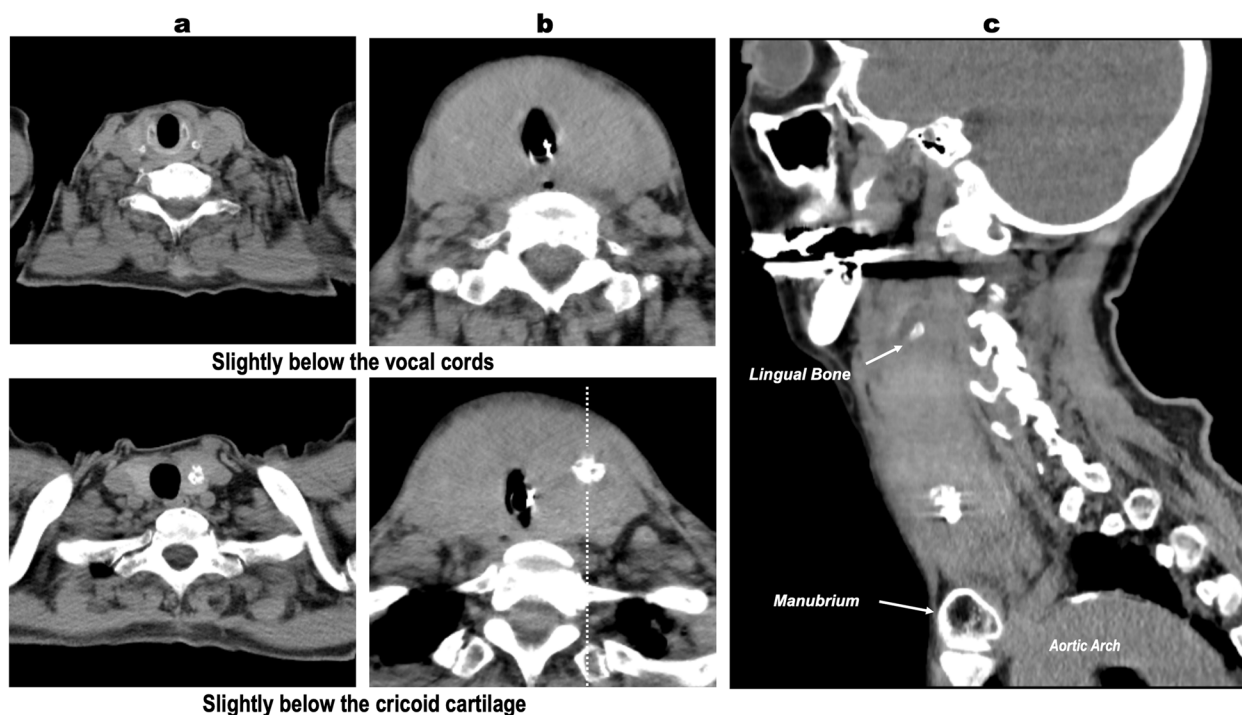 a b c
Slightly below the vocal cords
Lingual Bone
Slightly below the cricoid cartilage
Manubrium
Aortic Arch